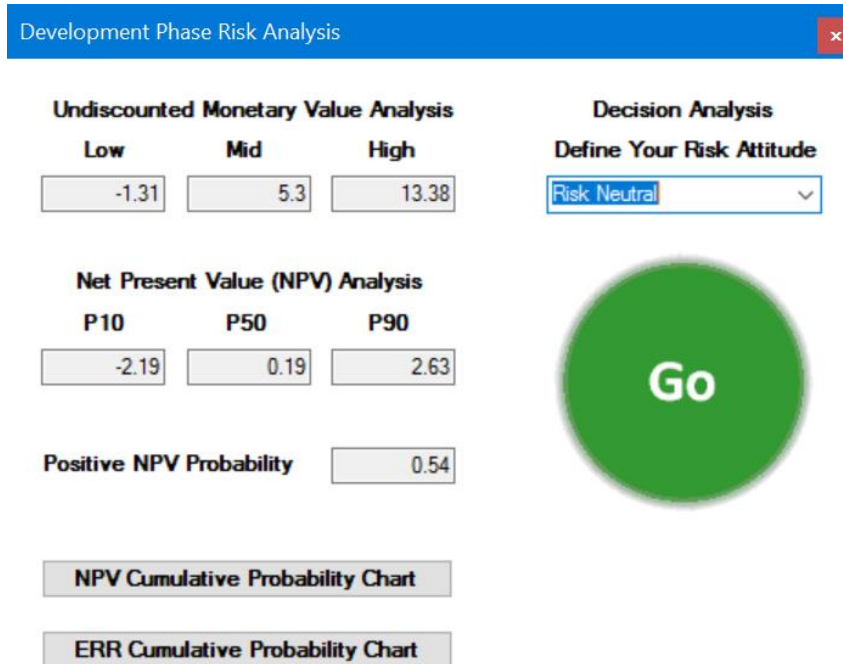 Development Phase Risk Analysis
x
Undiscounted Monetary Value Analysis
Low Mid High
-1.31 5.3 13.38
Decision Analysis
Define Your Risk Attitude
Risk Neutral
Net Present Value (NPV) Analysis
P10 P50 P90
-2.19 0.19 2.63
Go
Positive NPV Probability 0.54
NPV Cumulative Probability Chart
ERR Cumulative Probability Chart